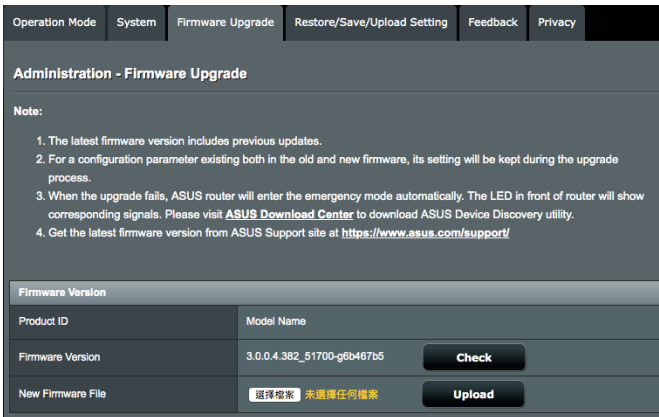 Operation Mode System Firmware Upgrade Restore/Save/Upload Setting Feedback Privacy
Administration - Firmware Upgrade
Note:
1. The latest firmware version includes previous updates.
2. For a configuration parameter existing both in the old and new firmware, its setting will be kept during the upgrade
process.
3. When the upgrade fails, ASUS router will enter the emergency mode automatically. The LED in front of router will show
corresponding signals. Please visit ASUS Download Center to download ASUS Device Discovery utility.
4. Get the latest firmware version from ASUS Support site at https://www.asus.com/support/
Firmware Version
Product ID Model Name
Firmware Version 3.0.0.4.382_51700-g6b467b5 Check
New Firmware File 選擇檔案 未選擇任何檔案 Upload